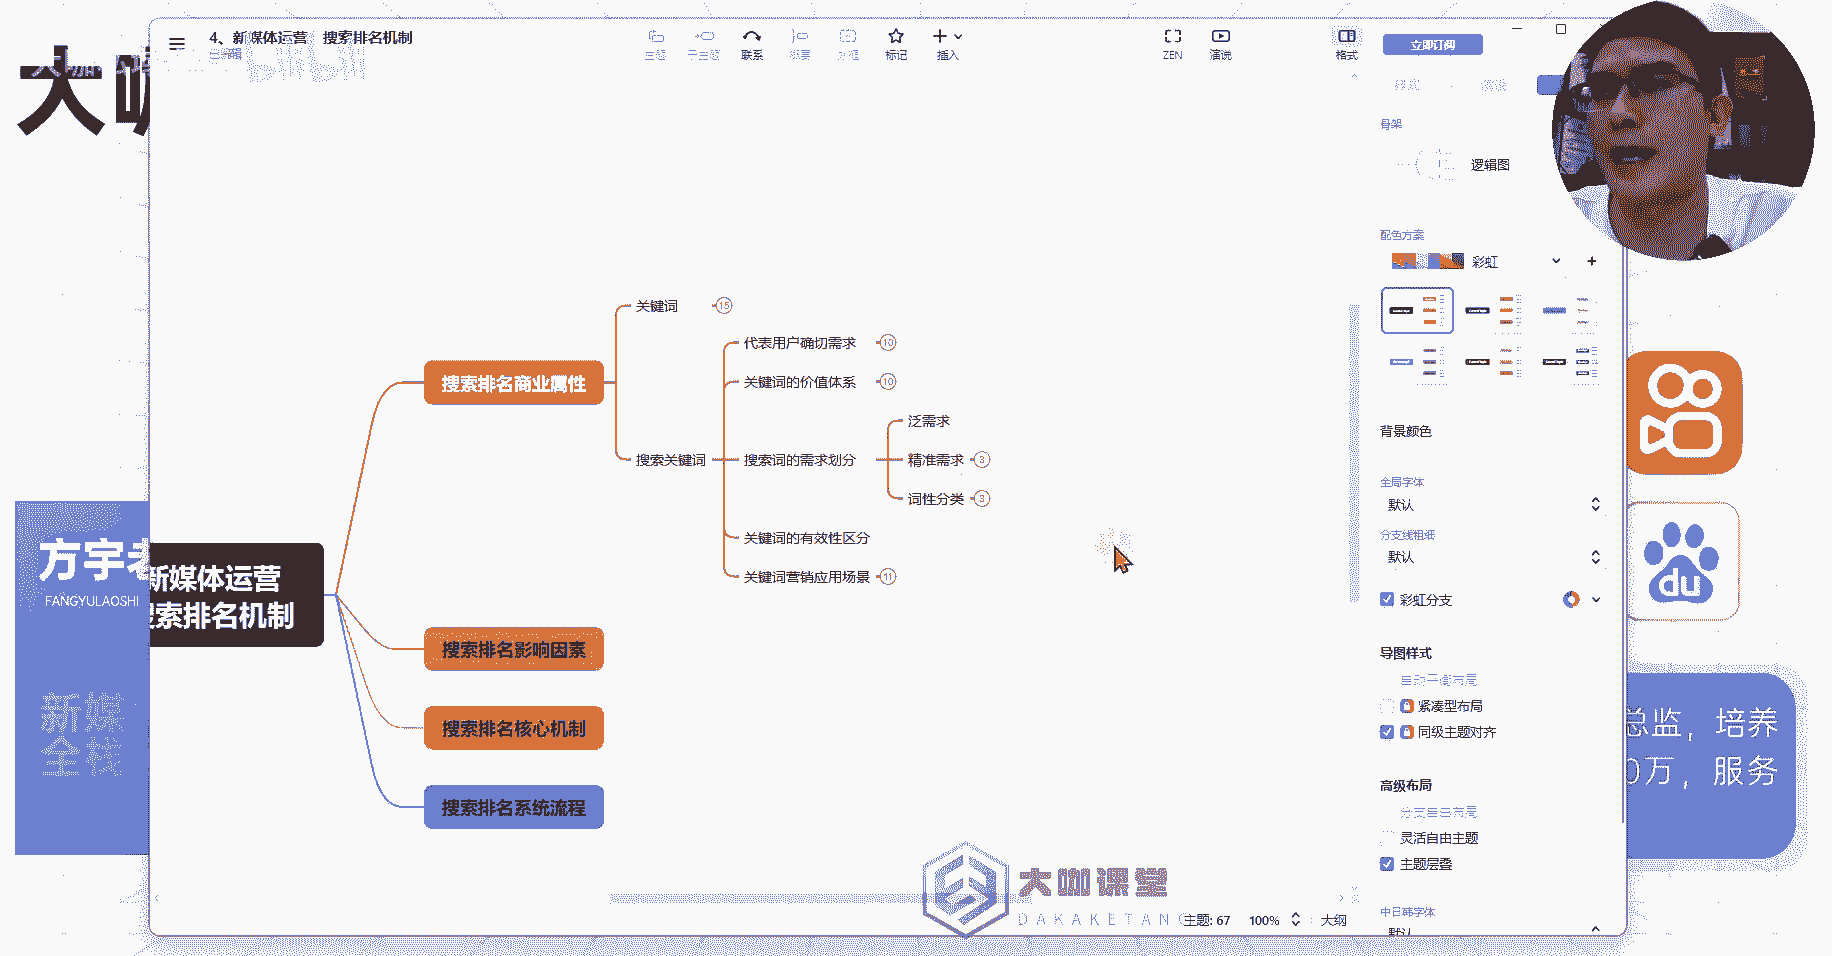 4、新媒体运营 搜索排名机制
已编辑
主题
子主题
联系
概要
外框
标记
插入
ZEN
演说
格式
立即订阅
大咖
骨架
逻辑图
配色方案
彩虹
关键词 15
代表用户确切需求 10
关键词的价值体系 10
搜索排名商业属性
泛需求
搜索关键词
搜索词的需求划分
精准需求 3
词性分类 3
关键词的有效性区分
关键词营销应用场景 11
新媒体运营
搜索排名机制
搜索排名影响因素
搜索排名核心机制
搜索排名系统流程
背景颜色
全局字体
默认
分支线粗细
默认
彩虹分支
导图样式
自动平衡布局
紧凑型布局
同级主题对齐
高级布局
分支自由布局
灵活自由主题
主题层叠
中日韩字体
默认
方宇老
FANGYULAOSHI
新媒
全栈
du
总监，培养
0万，服务
大咖课堂
DAKAKETANG
主题: 67
100%
大纲